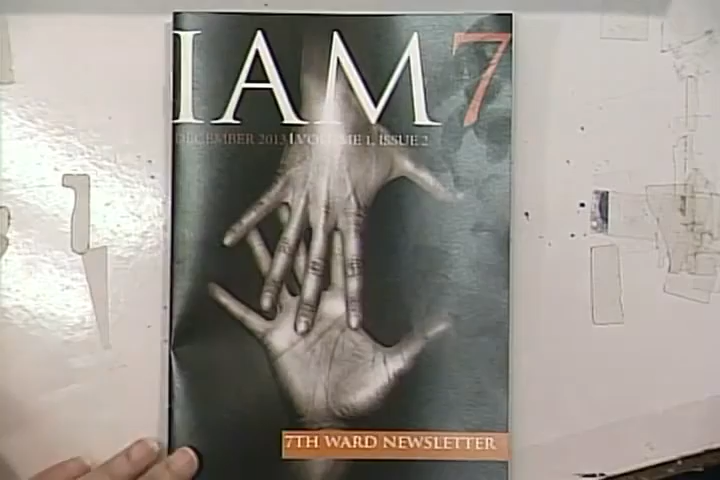 IAM7
DECEMBER 2013 | VOLUME 1, ISSUE 2
7TH WARD NEWSLETTER